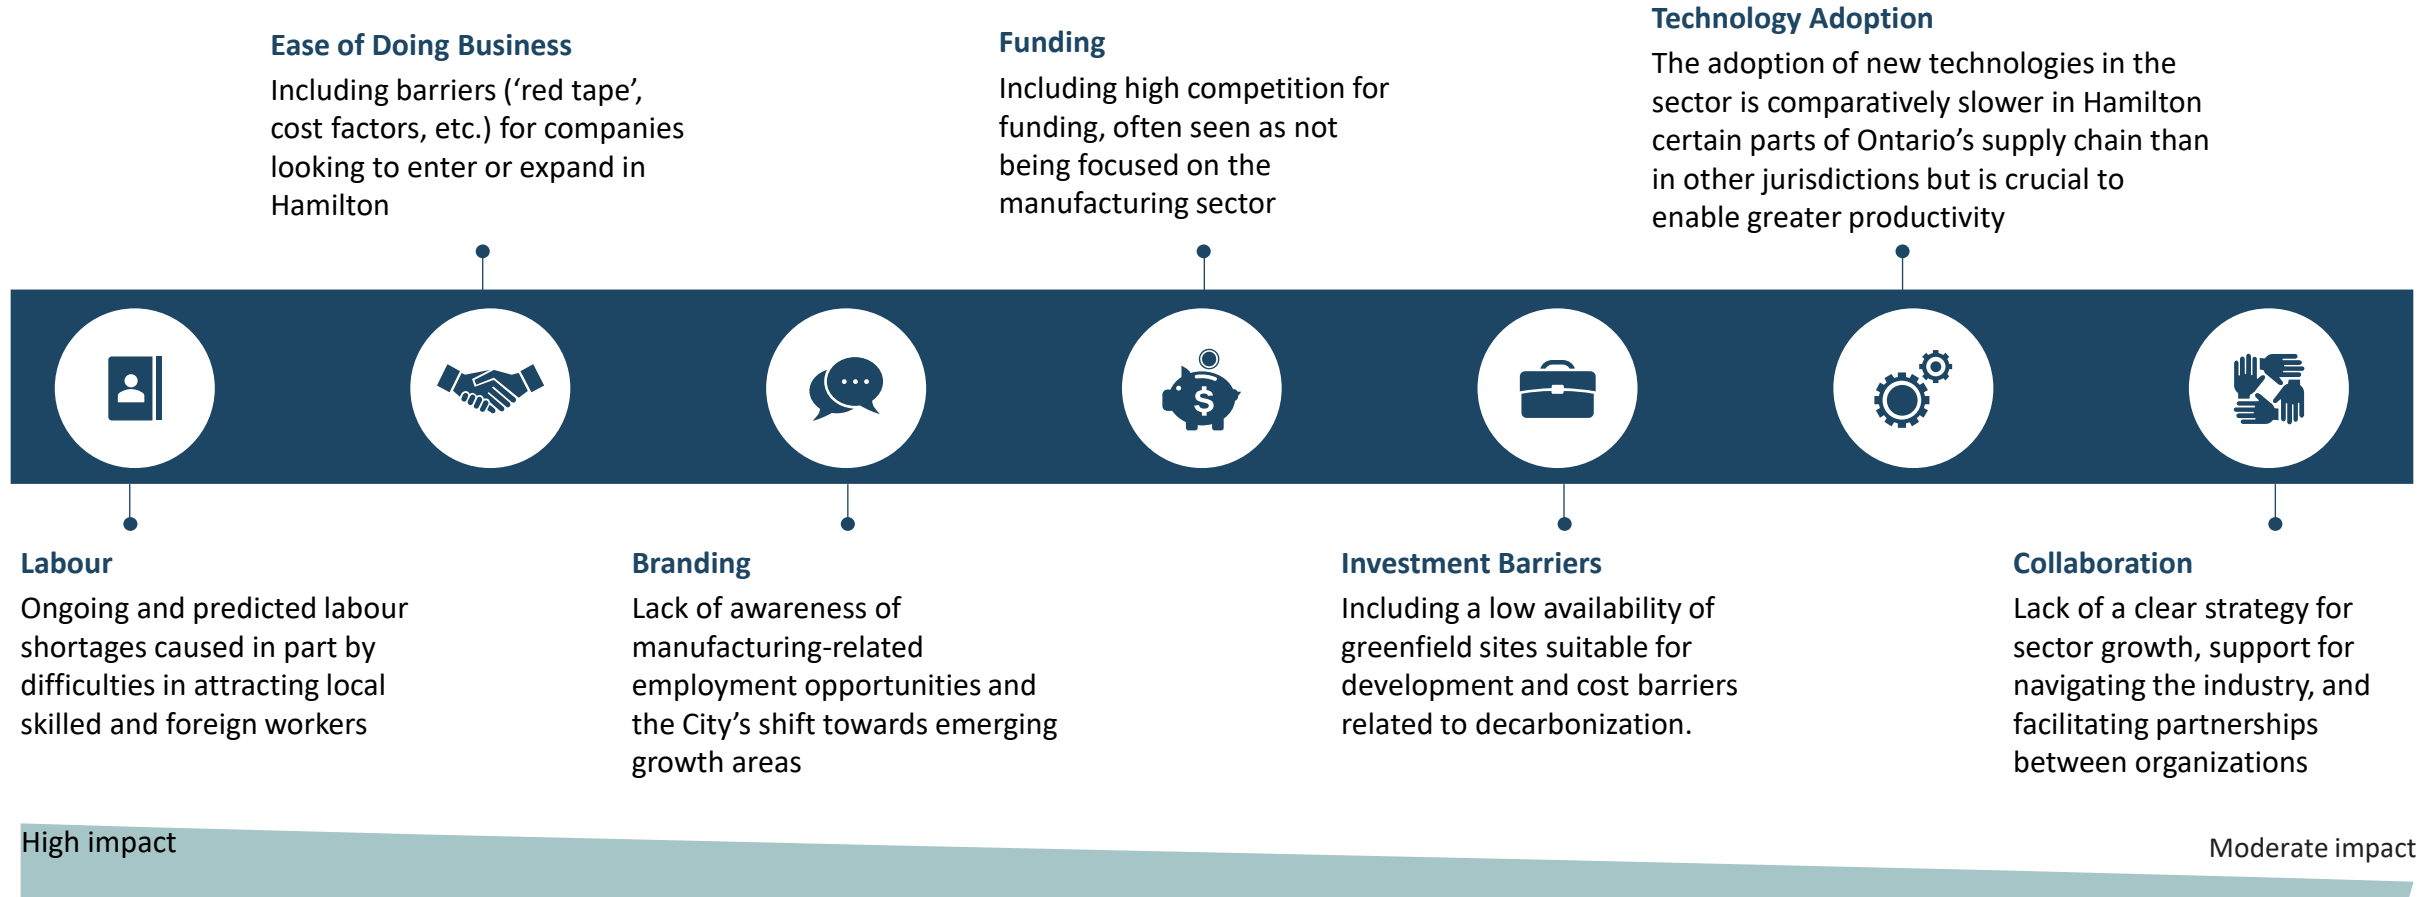 Ease of Doing Business
Including barriers (‘red tape’,
cost factors, etc.) for companies
looking to enter or expand in
Hamilton
Funding
Including high competition for
funding, often seen as not
being focused on the
manufacturing sector
Technology Adoption
The adoption of new technologies in the
sector is comparatively slower in Hamilton
certain parts of Ontario’s supply chain than
in other jurisdictions but is crucial to
enable greater productivity
$
Labour
Ongoing and predicted labour
shortages caused in part by
difficulties in attracting local
skilled and foreign workers
Branding
Lack of awareness of
manufacturing-related
employment opportunities and
the City’s shift towards emerging
growth areas
Investment Barriers
Including a low availability of
greenfield sites suitable for
development and cost barriers
related to decarbonization.
Collaboration
Lack of a clear strategy for
sector growth, support for
navigating the industry, and
facilitating partnerships
between organizations
High impact
Moderate impact